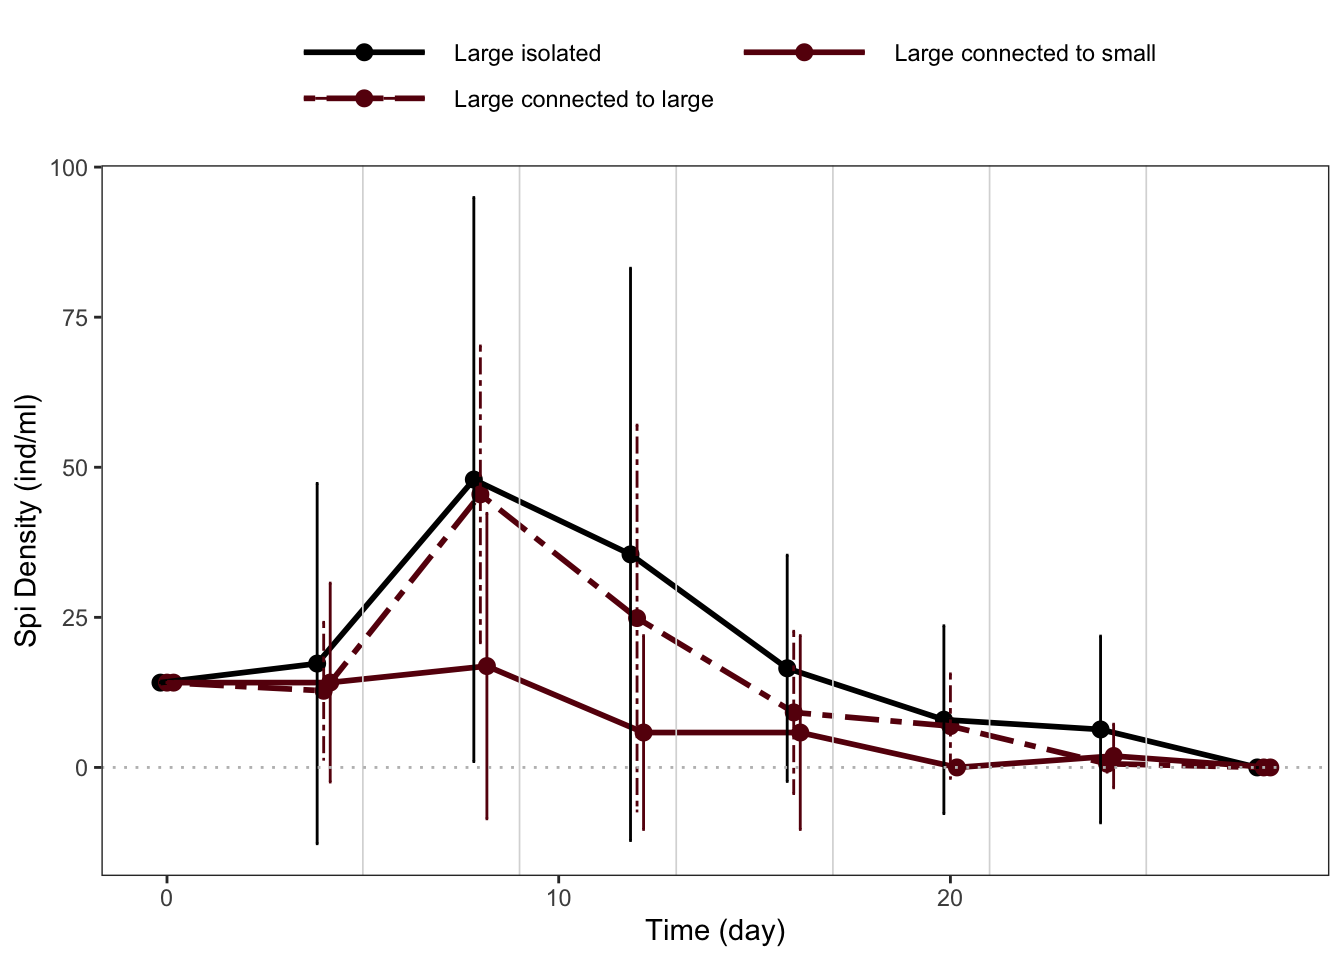 Large isolated
Large connected to small
Large connected to large
100
75
50
25
0
Spi Density (ind/ml)
0
10
20
Time (day)